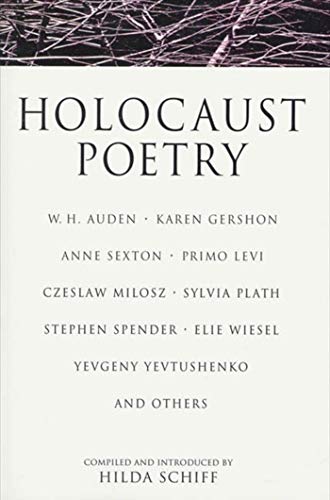 HOLOCAUST
POETRY
W. H. AUDEN · KAREN GERSHON
ANNE SEXTON · PRIMO LEVI
CZESLAW MILOSZ · SYLVIA PLATH
STEPHEN SPENDER · ELIE WIESEL
YEVGENY YEVTUSHENKO
AND OTHERS
COMPILED AND INTRODUCED BY
HILDA SCHIFF